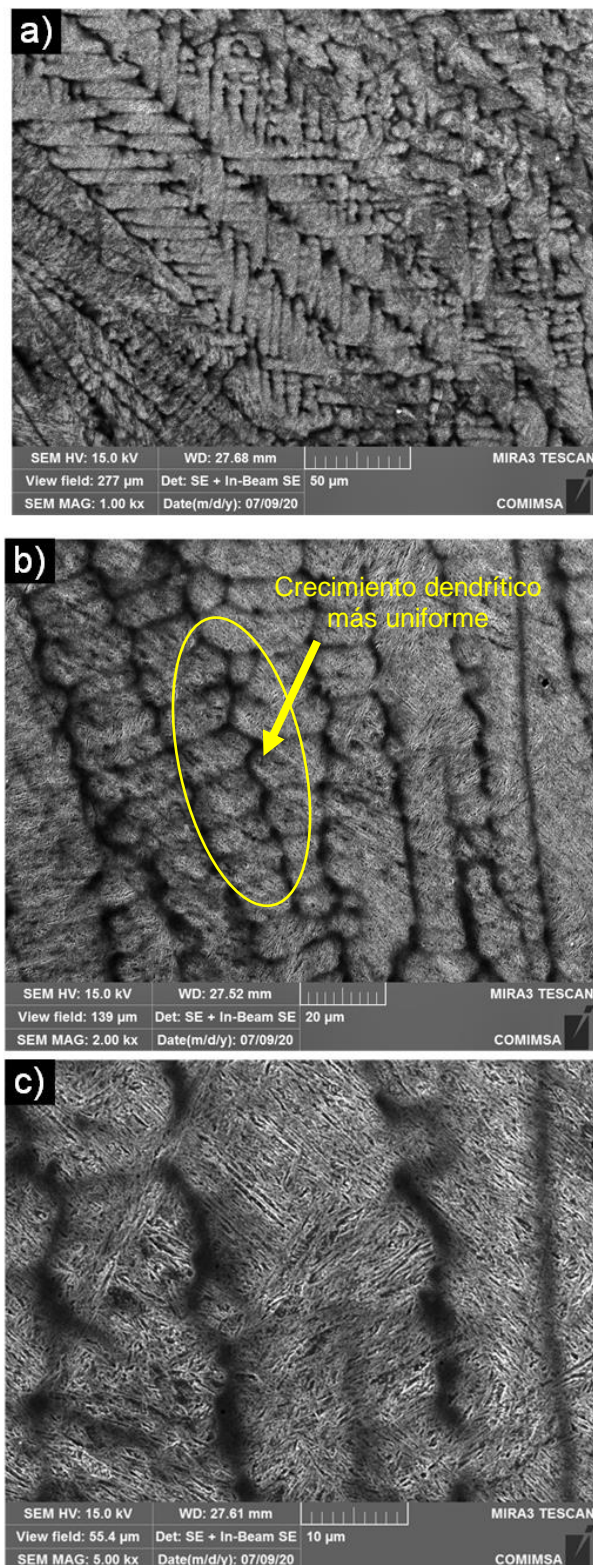 a)
SEM HV: 15.0 kV WD: 27.68 mm MIRA3 TESCAN
View field: 277 µm Det: SE + In-Beam SE 50 µm
SEM MAG: 1.00 kx Date(m/d/y): 07/09/20 COMIMSA
b)
Crecimiento dendrítico
más uniforme
SEM HV: 15.0 kV WD: 27.52 mm MIRA3 TESCAN
View field: 139 µm Det: SE + In-Beam SE 20 µm
SEM MAG: 2.00 kx Date(m/d/y): 07/09/20 COMIMSA
c)
SEM HV: 15.0 kV WD: 27.61 mm MIRA3 TESCAN
View field: 55.4 µm Det: SE + In-Beam SE 10 µm
SEM MAG: 5.00 kx Date(m/d/y): 07/09/20 COMIMSA